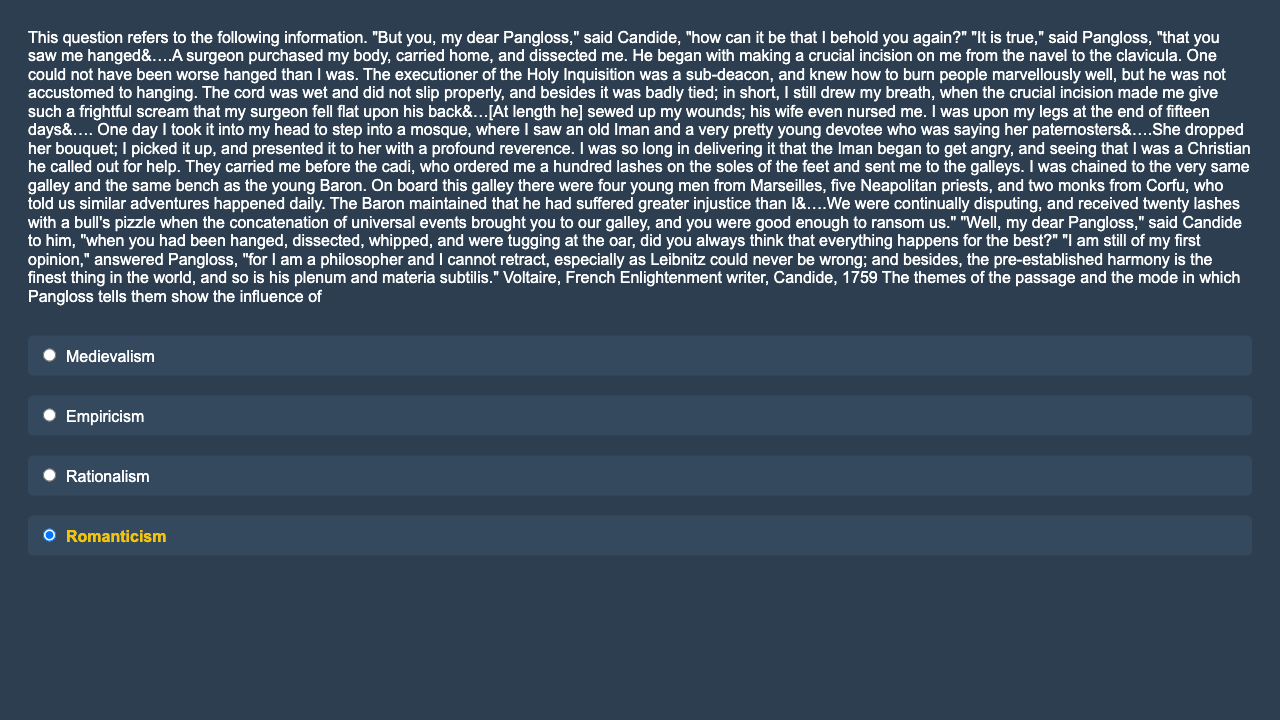 This question refers to the following information. "But you, my dear Pangloss," said Candide, "how can it be that I behold you again?" "It is true," said Pangloss, "that you
saw me hanged&….A surgeon purchased my body, carried home, and dissected me. He began with making a crucial incision on me from the navel to the clavicula. One
could not have been worse hanged than I was. The executioner of the Holy Inquisition was a sub-deacon, and knew how to burn people marvellously well, but he was not
accustomed to hanging. The cord was wet and did not slip properly, and besides it was badly tied; in short, I still drew my breath, when the crucial incision made me give
such a frightful scream that my surgeon fell flat upon his back&…[At length he] sewed up my wounds; his wife even nursed me. I was upon my legs at the end of fifteen
days&…. One day I took it into my head to step into a mosque, where I saw an old Iman and a very pretty young devotee who was saying her paternosters&….She dropped
her bouquet; I picked it up, and presented it to her with a profound reverence. I was so long in delivering it that the Iman began to get angry, and seeing that I was a Christian
he called out for help. They carried me before the cadi, who ordered me a hundred lashes on the soles of the feet and sent me to the galleys. I was chained to the very same
galley and the same bench as the young Baron. On board this galley there were four young men from Marseilles, five Neapolitan priests, and two monks from Corfu, who
told us similar adventures happened daily. The Baron maintained that he had suffered greater injustice than I&….We were continually disputing, and received twenty lashes
with a bull's pizzle when the concatenation of universal events brought you to our galley, and you were good enough to ransom us." "Well, my dear Pangloss," said Candide
to him, "when you had been hanged, dissected, whipped, and were tugging at the oar, did you always think that everything happens for the best?" "I am still of my first
opinion," answered Pangloss, "for I am a philosopher and I cannot retract, especially as Leibnitz could never be wrong; and besides, the pre-established harmony is the
finest thing in the world, and so is his plenum and materia subtilis." Voltaire, French Enlightenment writer, Candide, 1759 The themes of the passage and the mode in which
Pangloss tells them show the influence of
Medievalism
Empiricism
Rationalism
Romanticism